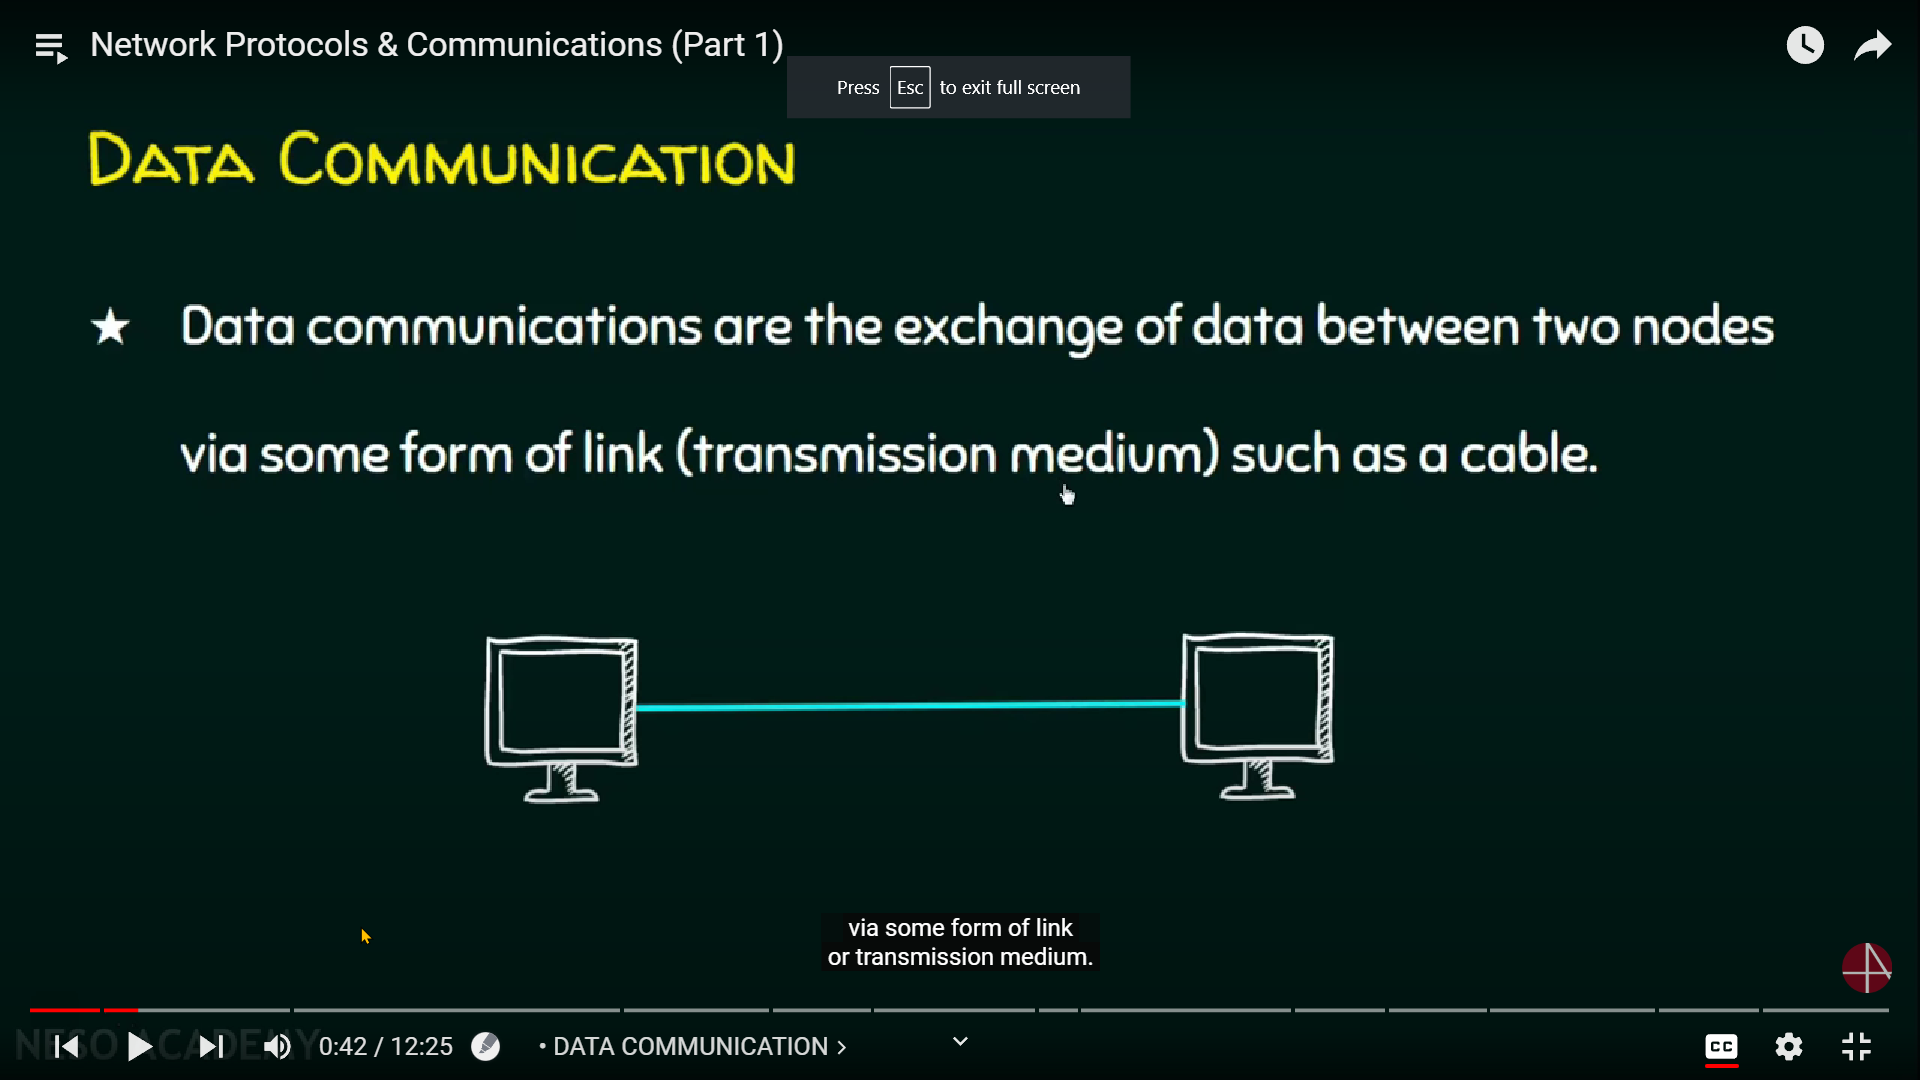 Network Protocols & Communications (Part 1)
Press Esc to exit full screen
DATA COMMUNICATION
★ Data communications are the exchange of data between two nodes
via some form of link (transmission medium) such as a cable.
via some form of link
or transmission medium.
NESO ACADEMY
0:42 / 12:25 • DATA COMMUNICATION >
CC